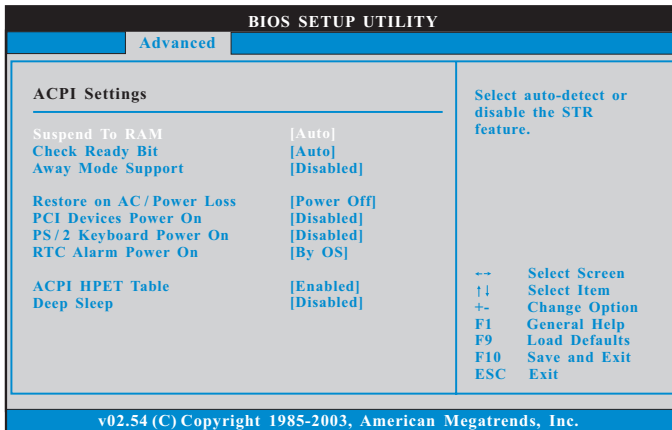 BIOS SETUP UTILITY
Advanced
ACPI Settings
Suspend To RAM [Auto]
Check Ready Bit [Auto]
Away Mode Support [Disabled]
Restore on AC / Power Loss [Power Off]
PCI Devices Power On [Disabled]
PS / 2 Keyboard Power On [Disabled]
RTC Alarm Power On [By OS]
ACPI HPET Table [Enabled]
Deep Sleep [Disabled]
Select auto-detect or
disable the STR
feature.
←→ Select Screen
↑↓ Select Item
+- Change Option
F1 General Help
F9 Load Defaults
F10 Save and Exit
ESC Exit
v02.54 (C) Copyright 1985-2003, American Megatrends, Inc.